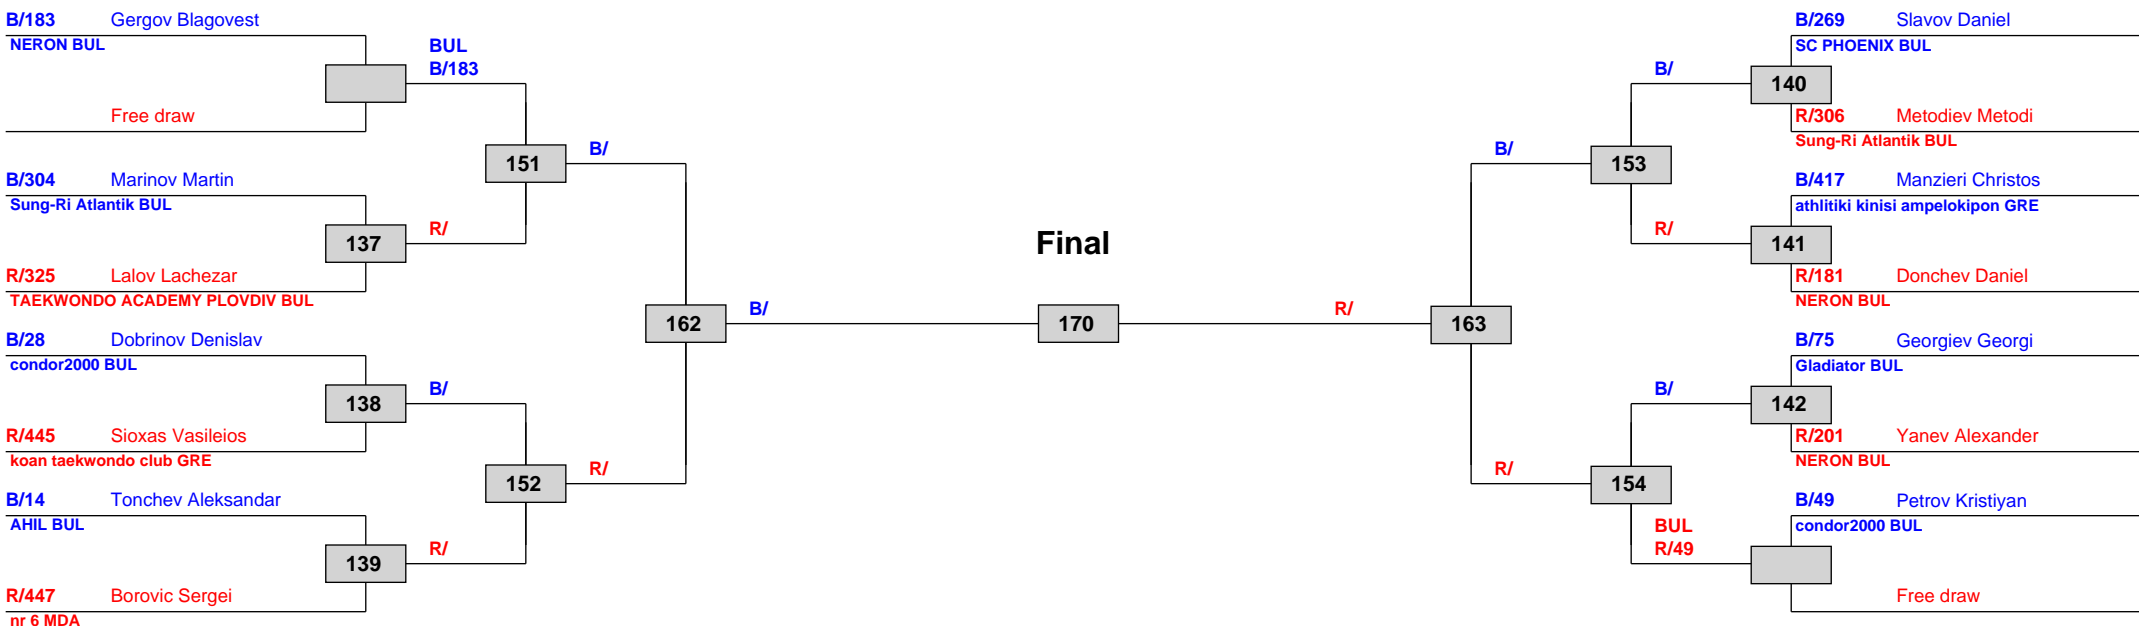 B/183 Gergov Blagovest
NERON BUL
Free draw
BUL
B/183
B/304 Marinov Martin
Sung-Ri Atlantik BUL
137
R/325 Lalov Lachezar
TAEKWONDO ACADEMY PLOVDIV BUL
R/
151
B/
B/28 Dobrinov Denislav
condor2000 BUL
138
R/445 Sioxas Vasileios
koan taekwondo club GRE
B/
B/14 Tonchev Aleksandar
AHIL BUL
139
R/447 Borovic Sergei
nr 6 MDA
R/
152
R/
162
B/
Final
170
R/
163
B/
153
B/
B/269 Slavov Daniel
SC PHOENIX BUL
140
R/306 Metodiev Metodi
Sung-Ri Atlantik BUL
R/
B/417 Manzieri Christos
athlitiki kinisi ampelokipon GRE
141
R/181 Donchev Daniel
NERON BUL
R/
154
B/
B/75 Georgiev Georgi
Gladiator BUL
142
R/201 Yanev Alexander
NERON BUL
BUL
R/49
B/49 Petrov Kristiyan
condor2000 BUL
Free draw